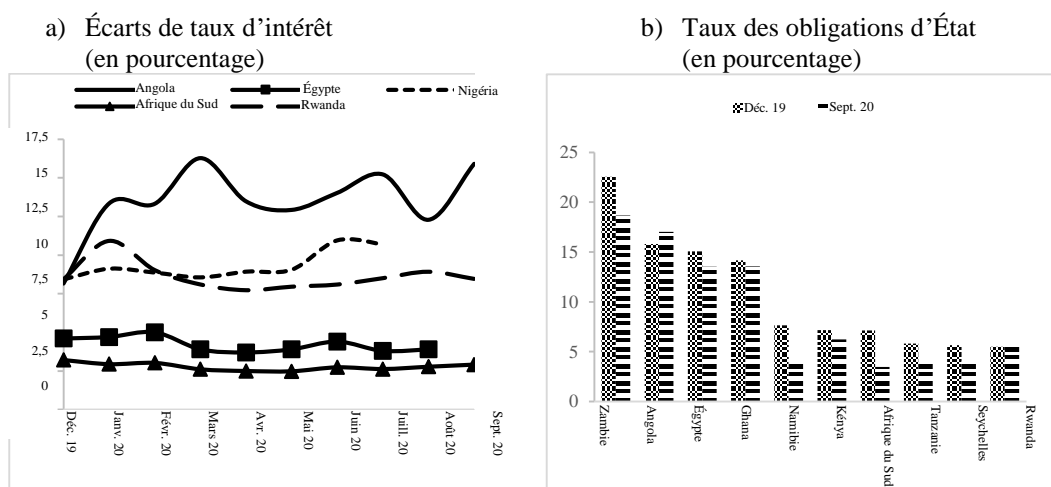 a) Écarts de taux d’intérêt
(en pourcentage)
Angola
Égypte
Nigéria
Afrique du Sud
Rwanda
17,5
15
12,5
10
7,5
5
2,5
0
Déc. 19
Janv. 20
Févr. 20
Mars 20
Avr. 20
Mai 20
Juin 20
Juill. 20
Août 20
Sept. 20
b) Taux des obligations d’État
(en pourcentage)
Déc. 19
Sept. 20
25
20
15
10
5
0
Zambie
Angola
Égypte
Ghana
Namibie
Kénya
Afrique du Sud
Tanzanie
Seychelles
Rwanda